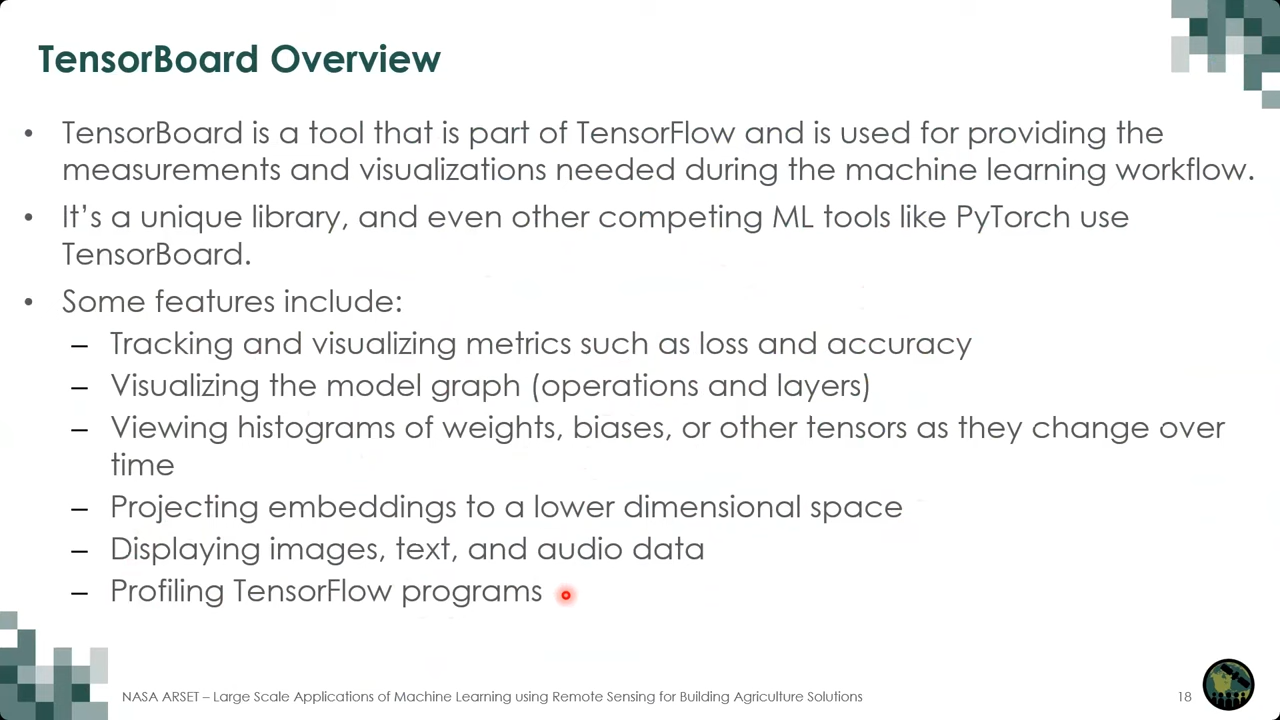 TensorBoard Overview
• TensorBoard is a tool that is part of TensorFlow and is used for providing the
measurements and visualizations needed during the machine learning workflow.
• It’s a unique library, and even other competing ML tools like PyTorch use
TensorBoard.
• Some features include:
– Tracking and visualizing metrics such as loss and accuracy
– Visualizing the model graph (operations and layers)
– Viewing histograms of weights, biases, or other tensors as they change over
time
– Projecting embeddings to a lower dimensional space
– Displaying images, text, and audio data
– Profiling TensorFlow programs
NASA ARSET – Large Scale Applications of Machine Learning using Remote Sensing for Building Agriculture Solutions
18